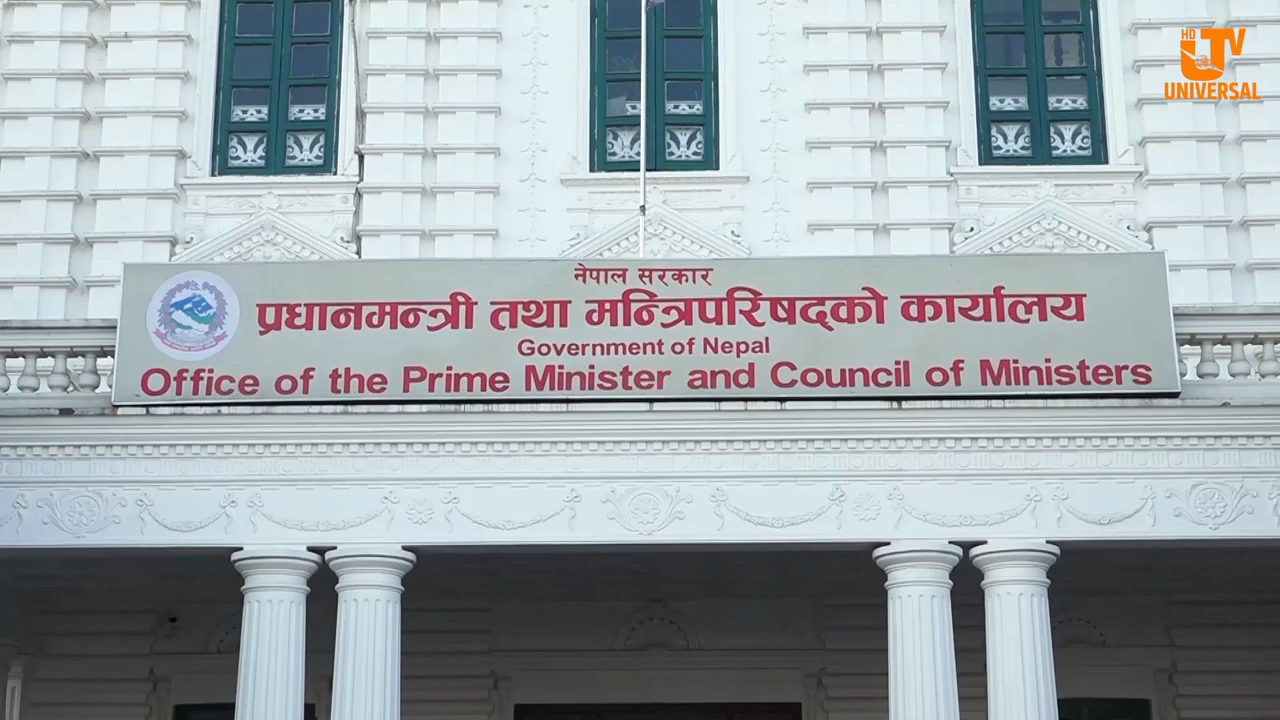 HD
UTV
UNIVERSAL
नेपाल सरकार
प्रधानमन्त्री तथा मन्त्रिपरिषद्को कार्यालय
Government of Nepal
Office of the Prime Minister and Council of Ministers